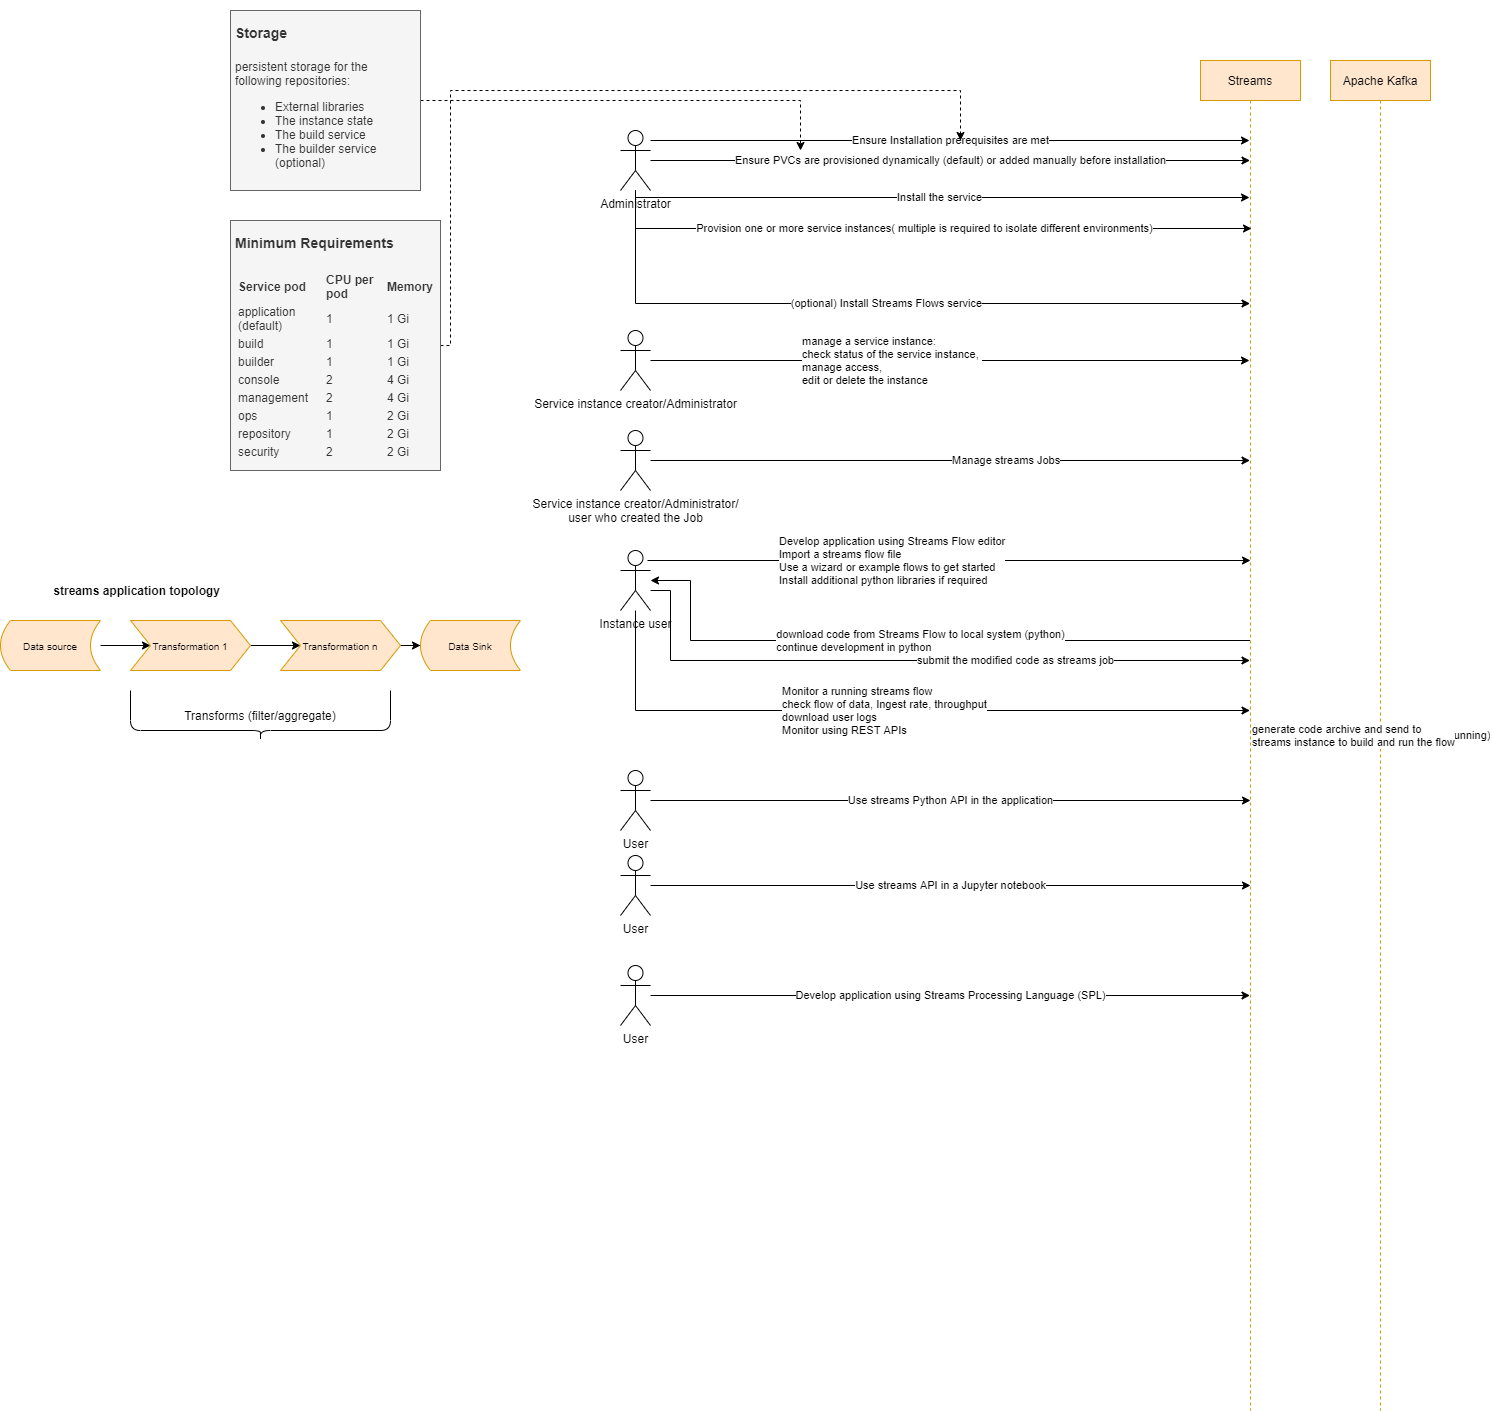 Storage
persistent storage for the
following repositories:
External libraries
The instance state
The build service
The builder service
(optional)
Streams
Apache Kafka
Ensure Installation prerequisites are met
Ensure PVCs are provisioned dynamically (default) or added manually before installation
Install the service
Administrator
Provision one or more service instances( multiple is required to isolate different environments)
(optional) Install Streams Flows service
Minimum Requirements
Service pod CPU per pod Memory
application (default) 1 1 Gi
build 1 1 Gi
builder 1 1 Gi
console 2 4 Gi
management 2 4 Gi
ops 1 2 Gi
repository 1 2 Gi
security 2 2 Gi
manage a service instance:
check status of the service instance,
manage access,
edit or delete the instance
Service instance creator/Administrator
Manage streams Jobs
Service instance creator/Administrator/
user who created the Job
Develop application using Streams Flow editor
Import a streams flow file
Use a wizard or example flows to get started
Install additional python libraries if required
Instance user
download code from Streams Flow to local system (python)
continue development in python
submit the modified code as streams job
streams application topology
Data source
Transformation 1
Transformation n
Data Sink
Transforms (filter/aggregate)
Monitor a running streams flow
check flow of data, Ingest rate, throughput
download user logs
Monitor using REST APIs
generate code archive and send to
streams instance to build and run the flow
unning)
Use streams Python API in the application
User
Use streams API in a Jupyter notebook
User
Develop application using Streams Processing Language (SPL)
User